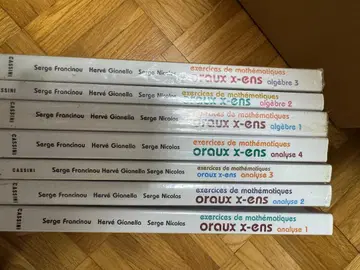 Serge Francinou Hervé Gianella Serge Nicolas exercices de mathématiques
oraux x-ens algèbre 3
CASSINI Serge Francinou Hervé Gianella Serge Nicolas exercices de mathématiques
oraux x-ens algèbre 2
CASSINI Serge Francinou Hervé Gianella Serge Nicolas exercices de mathématiques
oraux x-ens algèbre 1
CASSINI Serge Francinou Hervé Gianella Serge Nicolas exercices de mathématiques
oraux x-ens analyse 4
CASSINI Serge Francinou Hervé Gianella Serge Nicolas exercices de mathématiques
oraux x-ens analyse 3
CASSINI Serge Francinou Hervé Gianella Serge Nicolas exercices de mathématiques
oraux x-ens analyse 2
CASSINI Serge Francinou Hervé Gianella Serge Nicolas exercices de mathématiques
oraux x-ens analyse 1